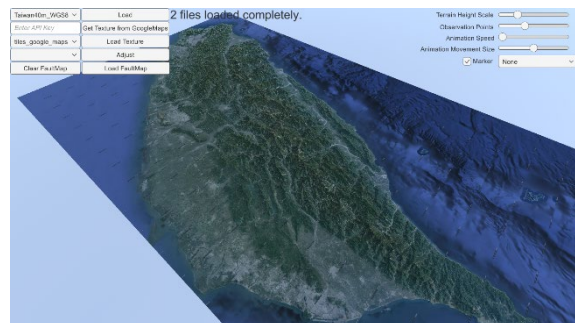 Taiwan40m_WGS8 Load
2 files loaded completely.
Enter API Key Get Texture from GoogleMaps
tiles_google_maps Load Texture
Adjust
Clear FaultMap Load FaultMap
Terrain Height Scale
Observation Points
Animation Speed
Animation Movement Size
Marker None